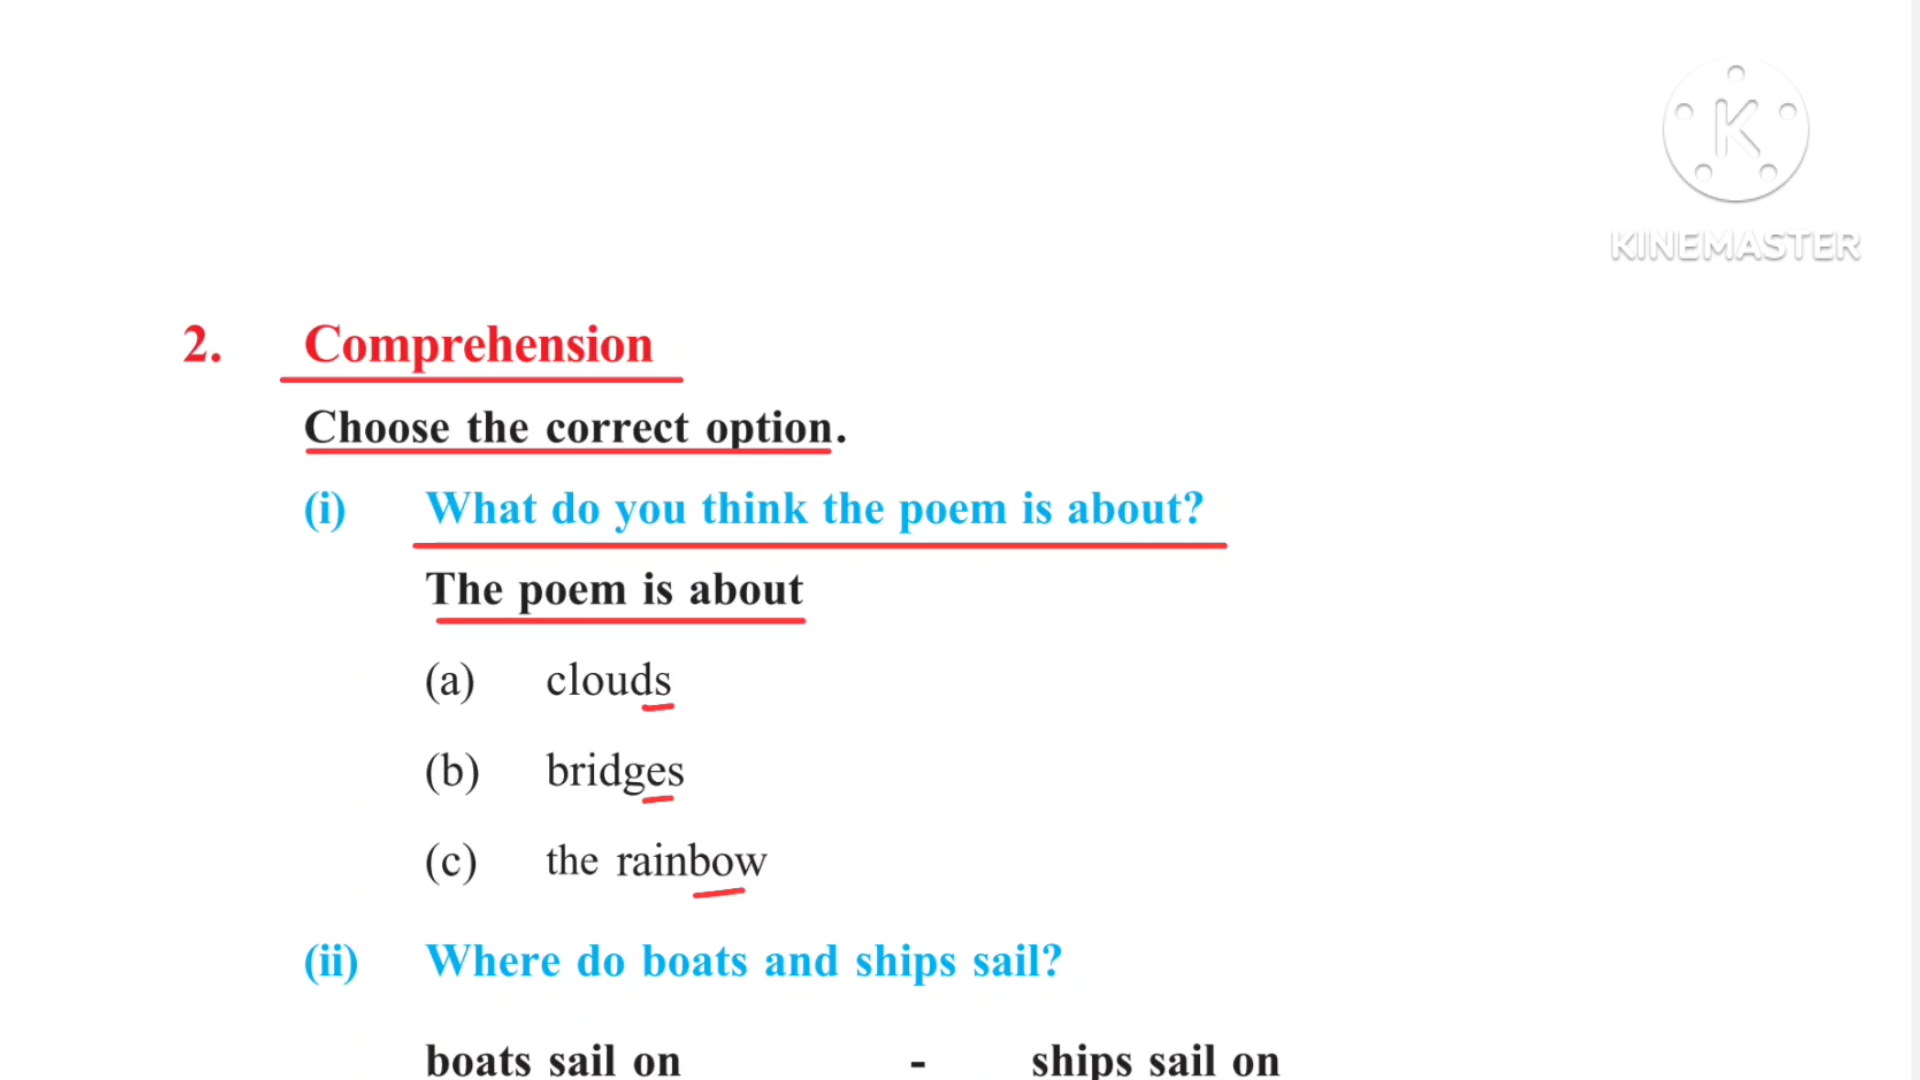 K
KINEMASTER
2. Comprehension
Choose the correct option.
(i) What do you think the poem is about?
The poem is about
(a) clouds
(b) bridges
(c) the rainbow
(ii) Where do boats and ships sail?
boats sail on - ships sail on